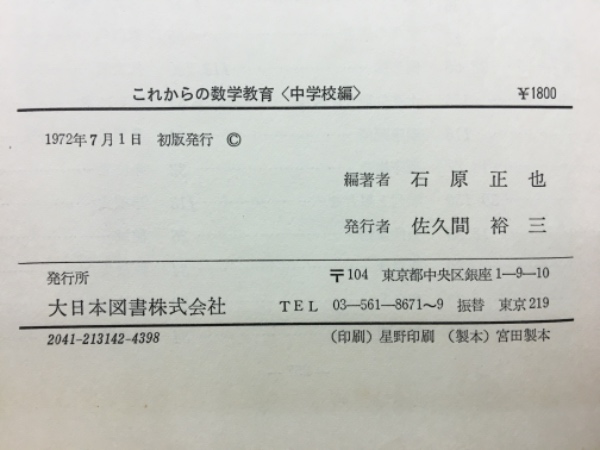 これからの数学教育〈中学校編〉 ¥1800
1972年7月1日 初版発行 ©
編著者 石原正也
発行者 佐久間裕三
発行所 〒104 東京都中央区銀座1-9-10
大日本図書株式会社 TEL 03-561-8671~9 振替 東京219
2041-213142-4398 (印刷) 星野印刷 (製本) 宮田製本